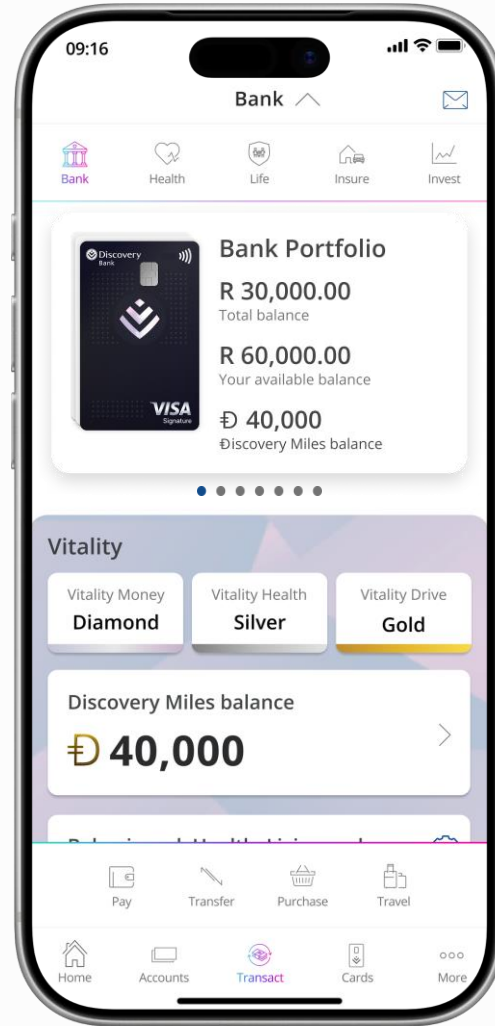 09:16
Bank
Bank
Health
Life
Insure
Invest
Discovery
Bank
VISA
Signature
Bank Portfolio
R 30,000.00
Total balance
R 60,000.00
Your available balance
Đ 40,000
Điscovery Miles balance
Vitality
Vitality Money
Diamond
Vitality Health
Silver
Vitality Drive
Gold
Discovery Miles balance
Đ 40,000
Pay
Transfer
Purchase
Travel
Home
Accounts
Transact
Cards
More